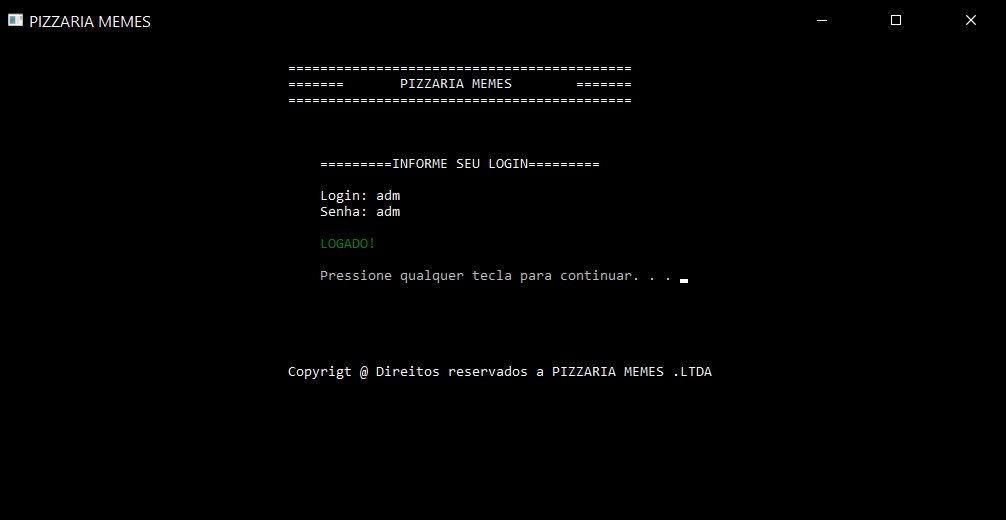 PIZZARIA MEMES
===========================================
=======       PIZZARIA MEMES        =======
===========================================
=========INFORME SEU LOGIN=========
Login: adm
Senha: adm
LOGADO!
Pressione qualquer tecla para continuar. . .
Copyrigt @ Direitos reservados a PIZZARIA MEMES .LTDA